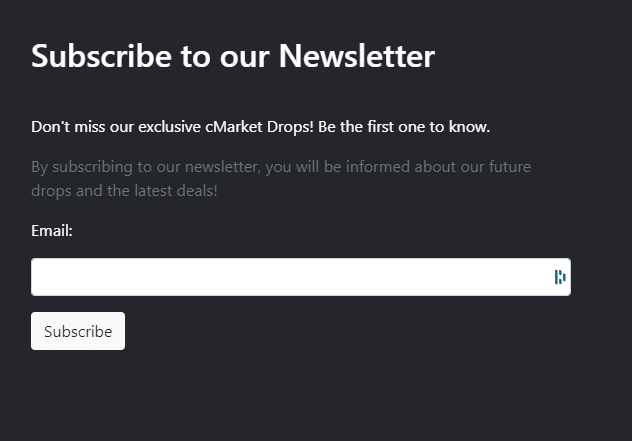 Subscribe to our Newsletter
Don't miss our exclusive cMarket Drops! Be the first one to know.
By subscribing to our newsletter, you will be informed about our future
drops and the latest deals!
Email:
Subscribe